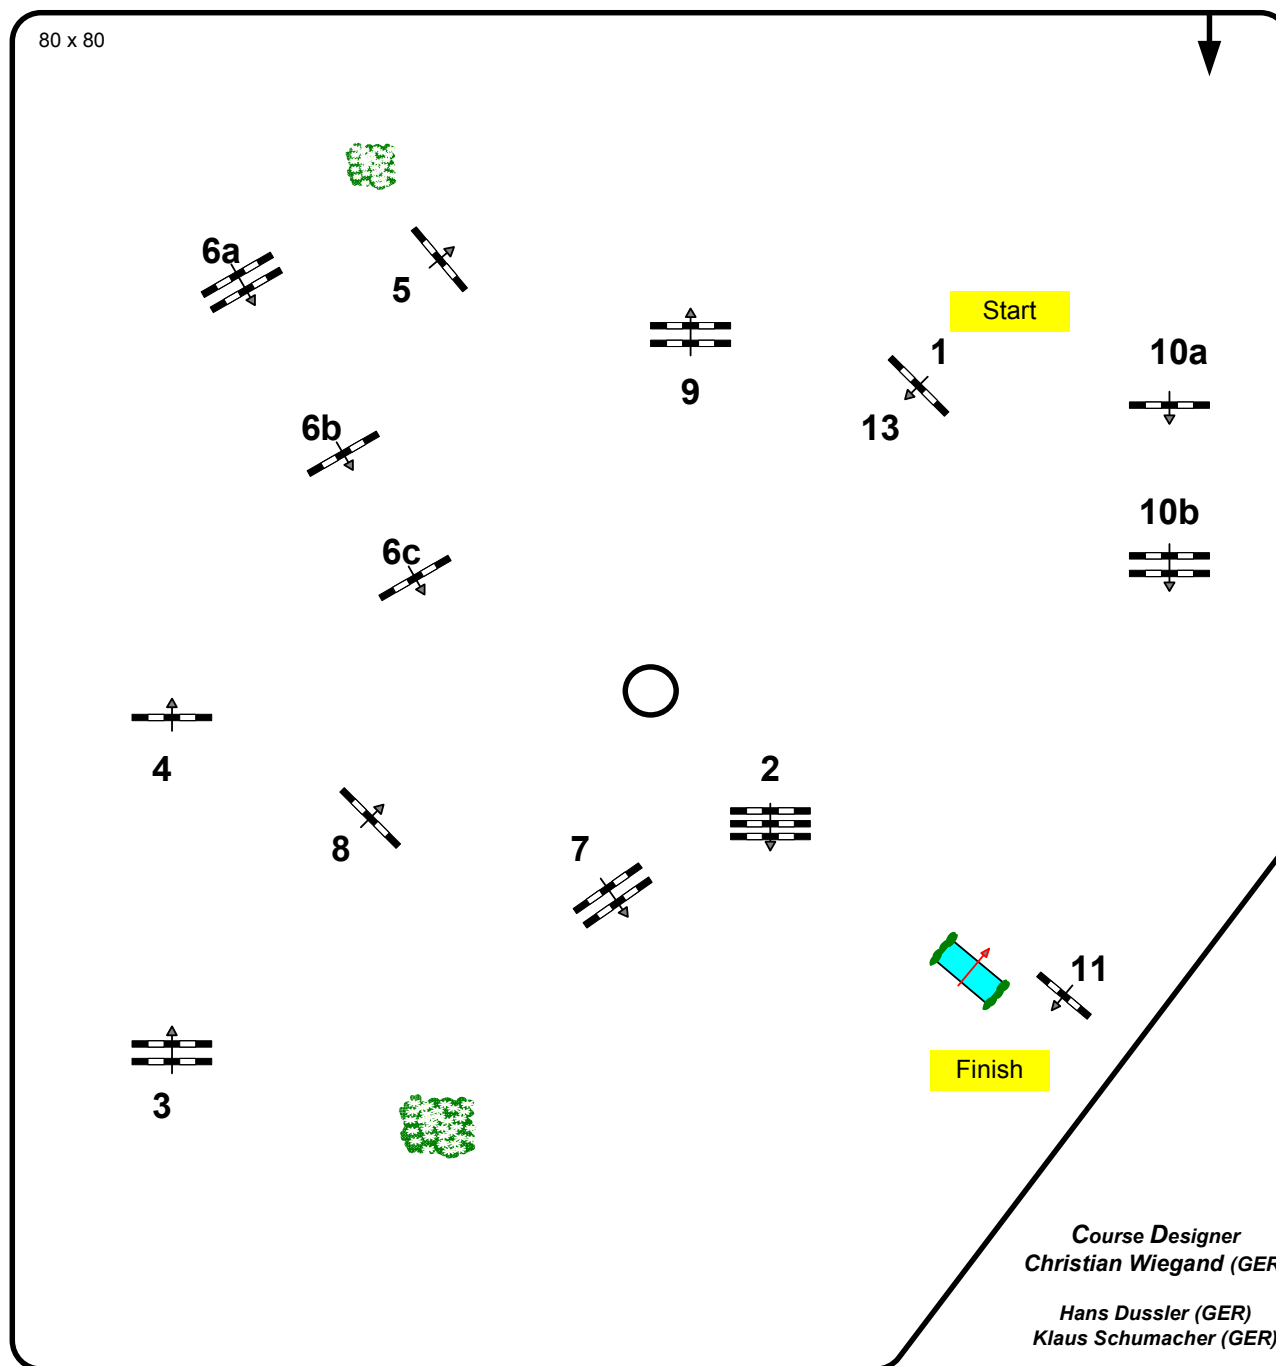 80 x 80
6a
5
Start
1
10a
9
13
6b
10b
6c
4
2
8
7
11
Finish
3
Course Designer
Christian Wiegand (GER
Hans Dussler (GER)
Klaus Schumacher (GER)